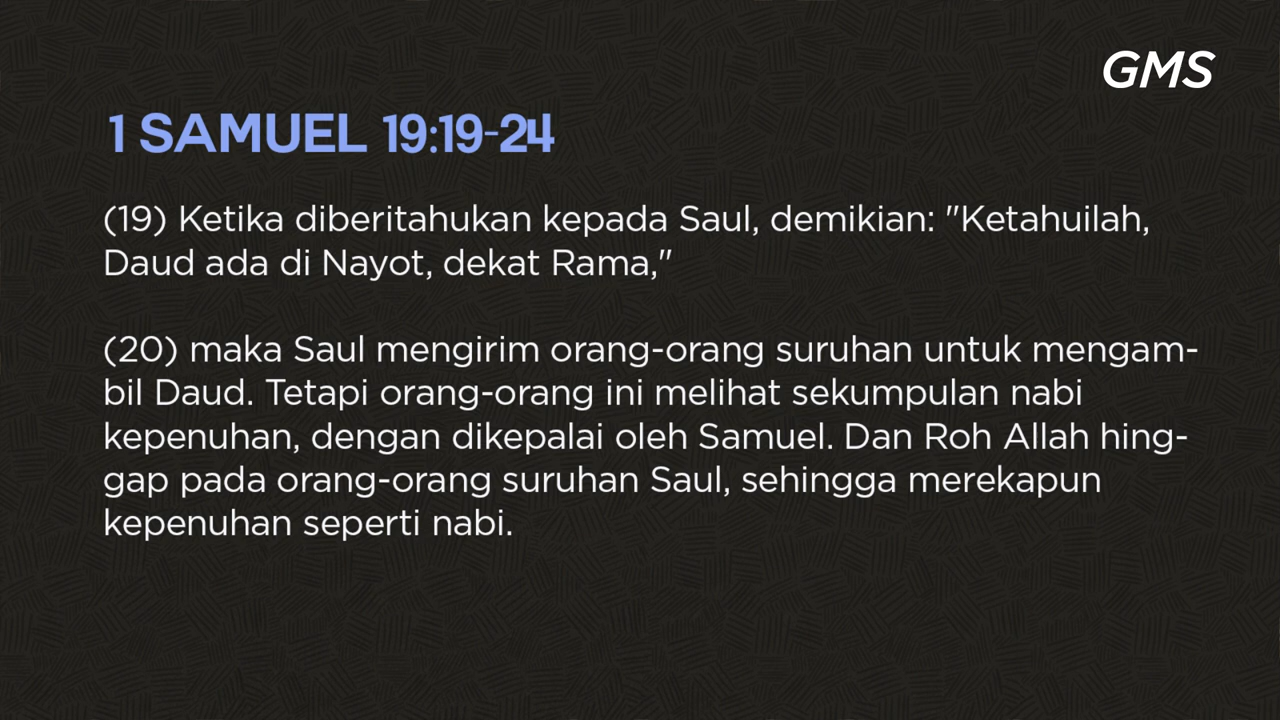 GMS
1 SAMUEL 19:19-24
(19) Ketika diberitahukan kepada Saul, demikian: "Ketahuilah,
Daud ada di Nayot, dekat Rama,"
(20) maka Saul mengirim orang-orang suruhan untuk mengam-
bil Daud. Tetapi orang-orang ini melihat sekumpulan nabi
kepenuhan, dengan dikepalai oleh Samuel. Dan Roh Allah hing-
gap pada orang-orang suruhan Saul, sehingga merekapun
kepenuhan seperti nabi.